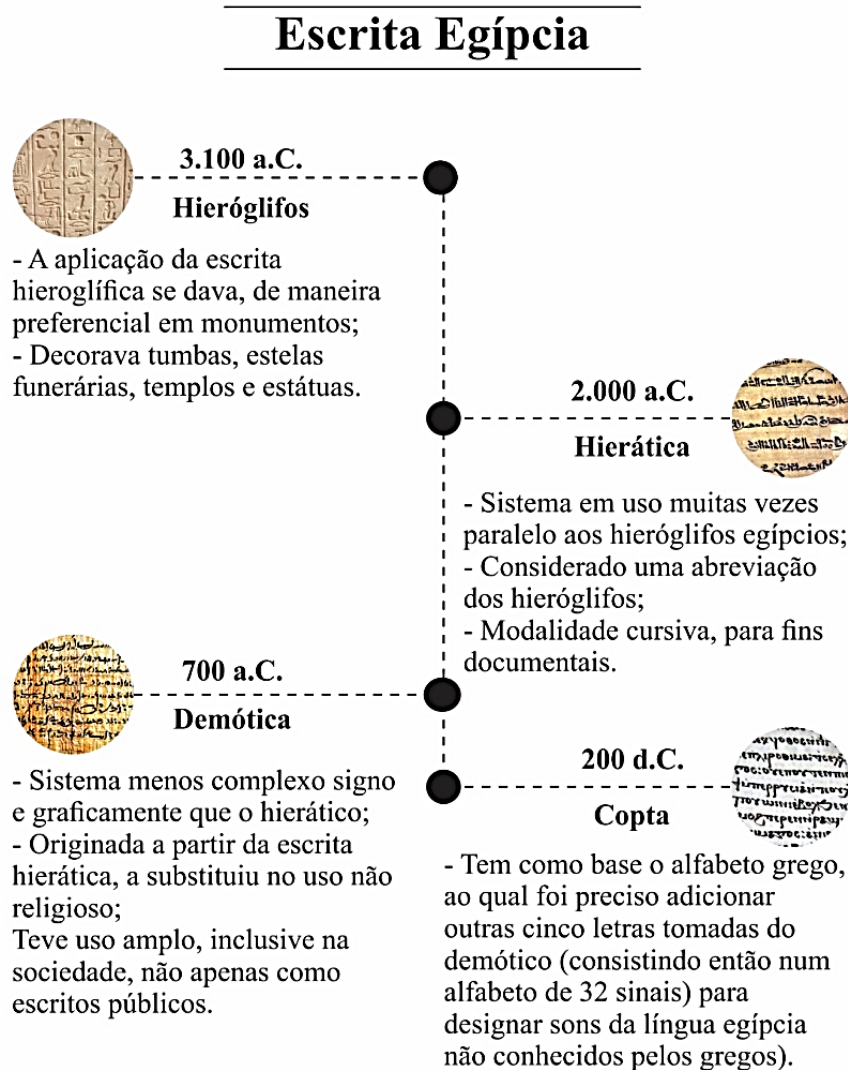 Escrita Egípcia
3.100 a.C.
Hieróglifos
- A aplicação da escrita
hieroglífica se dava, de maneira
preferencial em monumentos;
- Decorava tumbas, estelas
funerárias, templos e estátuas.
2.000 a.C.
Hierática
- Sistema em uso muitas vezes
paralelo aos hieróglifos egípcios;
- Considerado uma abreviação
dos hieróglifos;
- Modalidade cursiva, para fins
documentais.
700 a.C.
Demótica
- Sistema menos complexo signo
e graficamente que o hierático;
- Originada a partir da escrita
hierática, a substituiu no uso não
religioso;
Teve uso amplo, inclusive na
sociedade, não apenas como
escritos públicos.
200 d.C.
Copta
- Tem como base o alfabeto grego,
ao qual foi preciso adicionar
outras cinco letras tomadas do
demótico (consistindo então num
alfabeto de 32 sinais) para
designar sons da língua egípcia
não conhecidos pelos gregos).